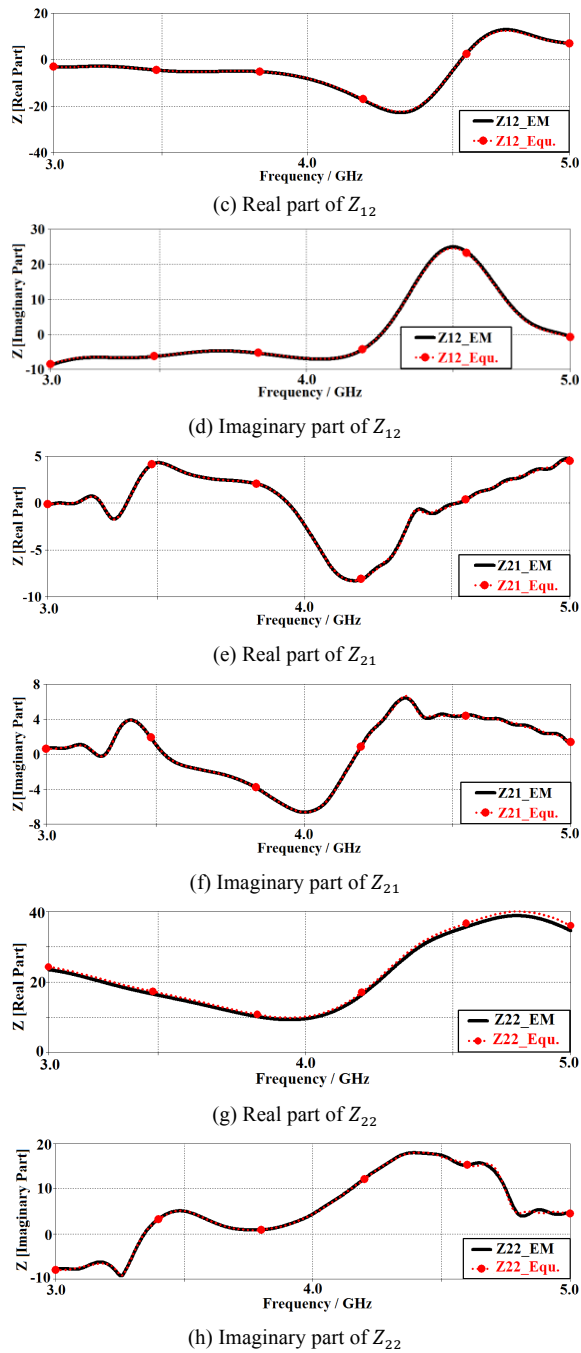 20
0
-20
-40
Z [Real Part]
Z12_EM
Z12_Equ.
3.0
4.0
5.0
Frequency / GHz
(c) Real part of Z₁₂
30
20
10
0
-10
Z [Imaginary Part]
Z12_EM
Z12_Equ.
3.0
4.0
5.0
Frequency / GHz
(d) Imaginary part of Z₁₂
5
0
-5
-10
Z [Real Part]
Z21_EM
Z21_Equ.
3.0
4.0
5.0
Frequency / GHz
(e) Real part of Z₂₁
8
4
0
-4
-8
Z [Imaginary Part]
Z21_EM
Z21_Equ.
3.0
4.0
5.0
Frequency / GHz
(f) Imaginary part of Z₂₁
40
20
0
Z [Real Part]
Z22_EM
Z22_Equ.
3.0
4.0
5.0
Frequency / GHz
(g) Real part of Z₂₂
20
10
0
-10
Z [Imaginary Part]
Z22_EM
Z22_Equ.
3.0
4.0
5.0
Frequency / GHz
(h) Imaginary part of Z₂₂